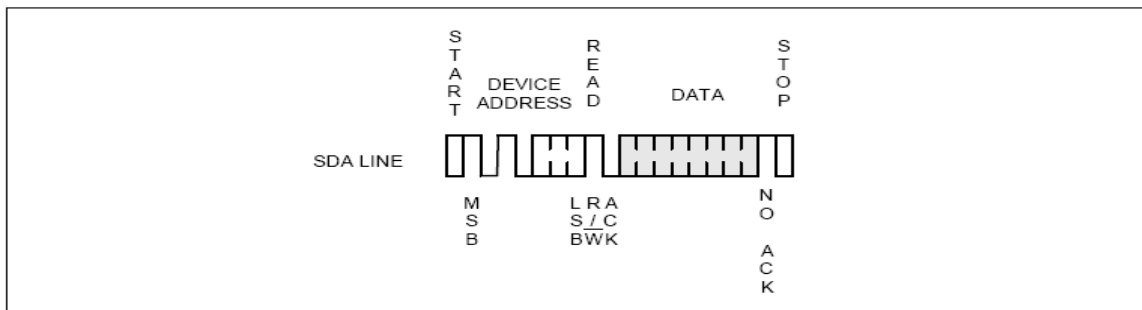 START
DEVICE
ADDRESS
READ
DATA
STOP
SDA LINE
MSB
LSB
R/W
ACK
NO ACK